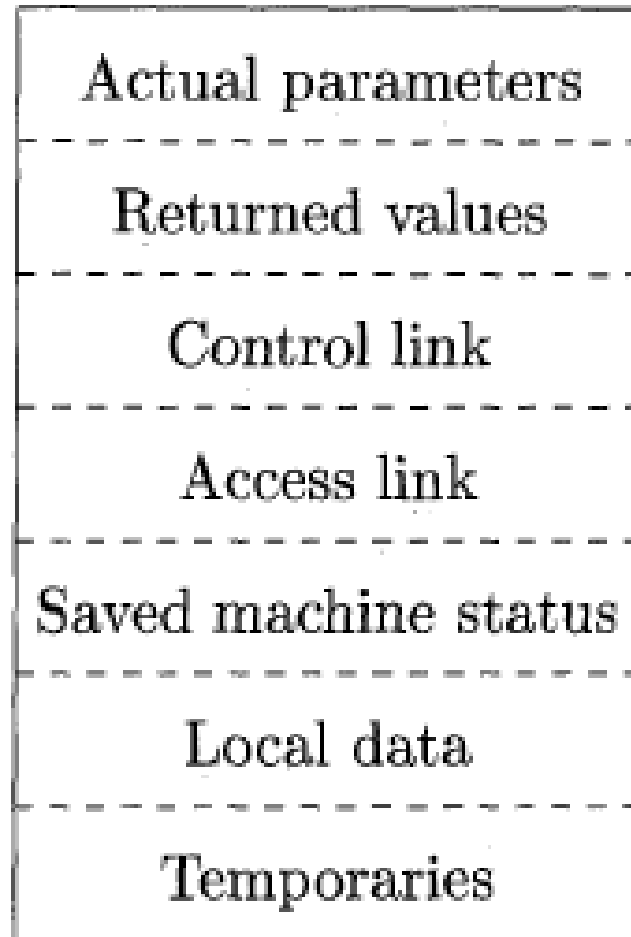 Actual parameters
Returned values
Control link
Access link
Saved machine status
Local data
Temporaries